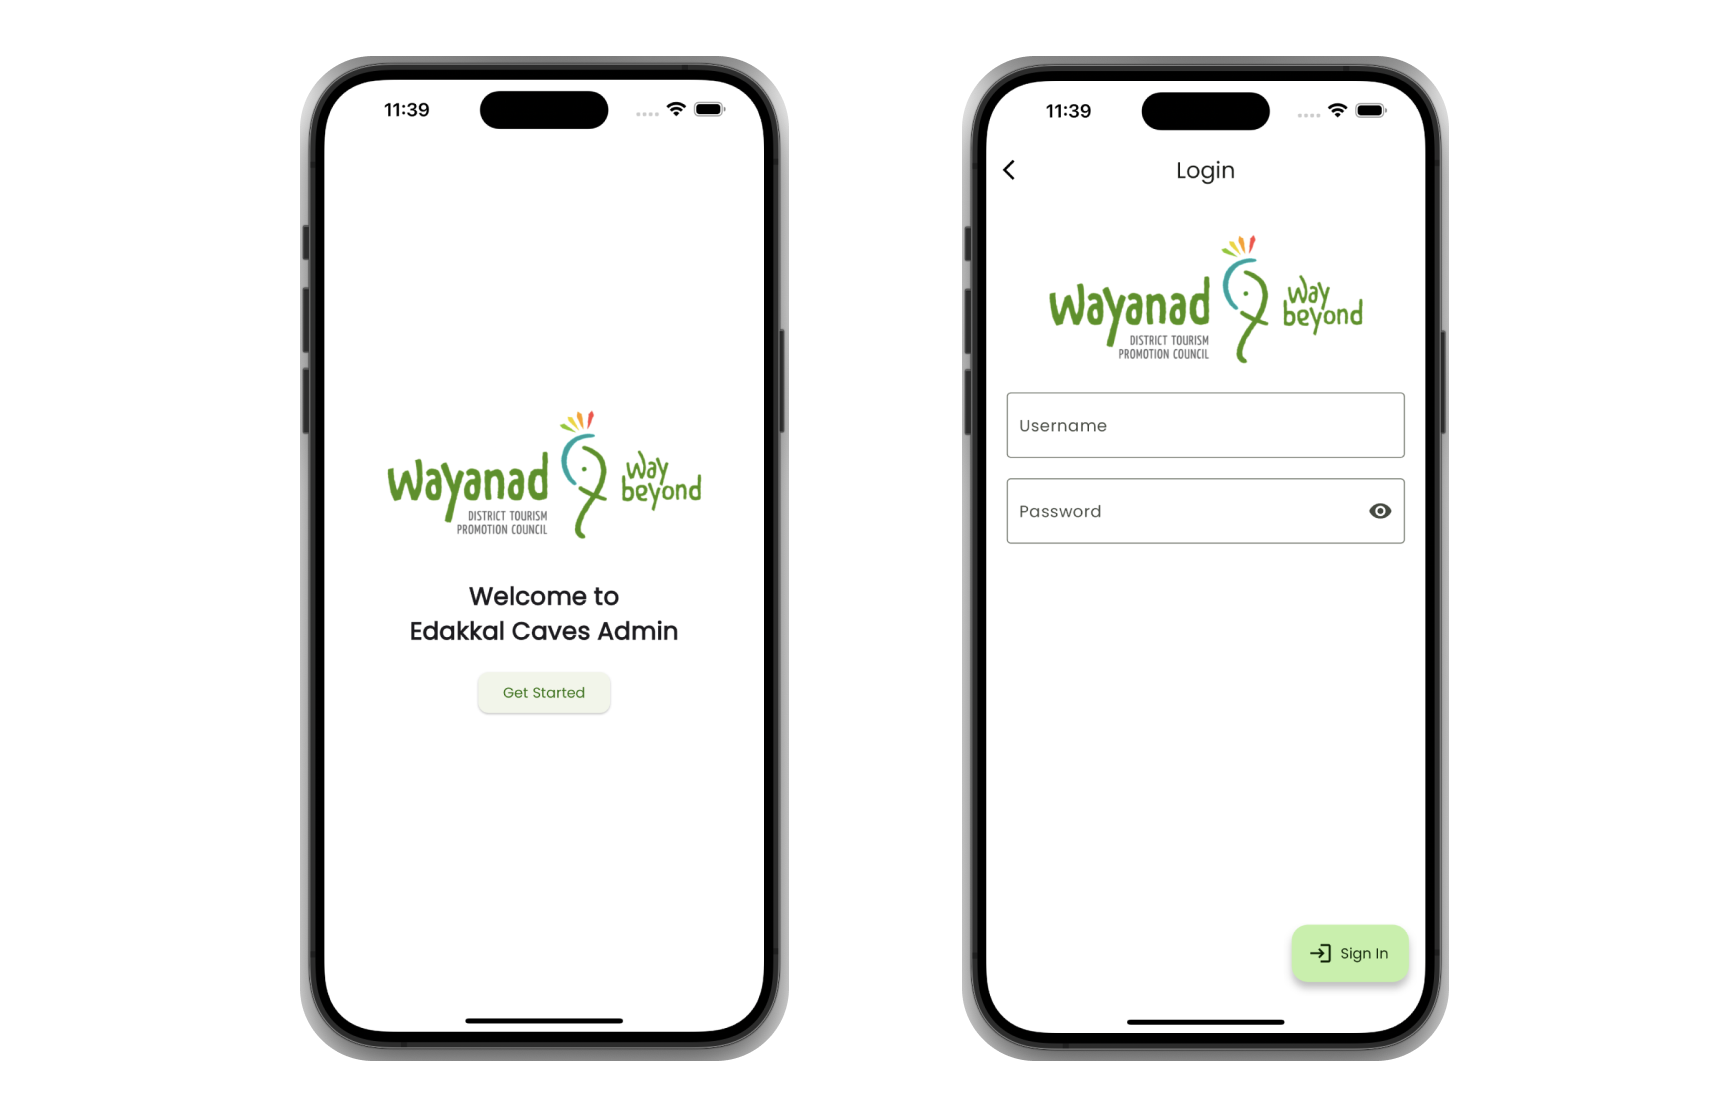 11:39
Wayanad
way
beyond
DISTRICT TOURISM
PROMOTION COUNCIL
Welcome to
Edakkal Caves Admin
Get Started
11:39
Login
Wayanad
way
beyond
DISTRICT TOURISM
PROMOTION COUNCIL
Username
Password
Sign In